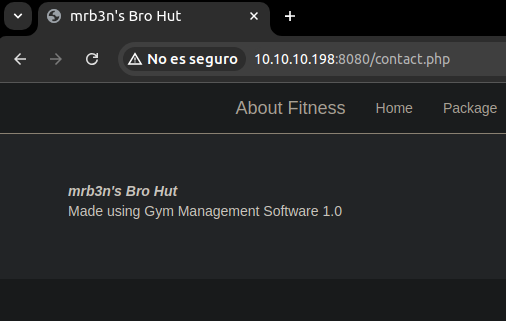 mrb3n's Bro Hut
No es seguro 10.10.10.198:8080/contact.php
About Fitness Home Package
mrb3n's Bro Hut
Made using Gym Management Software 1.0